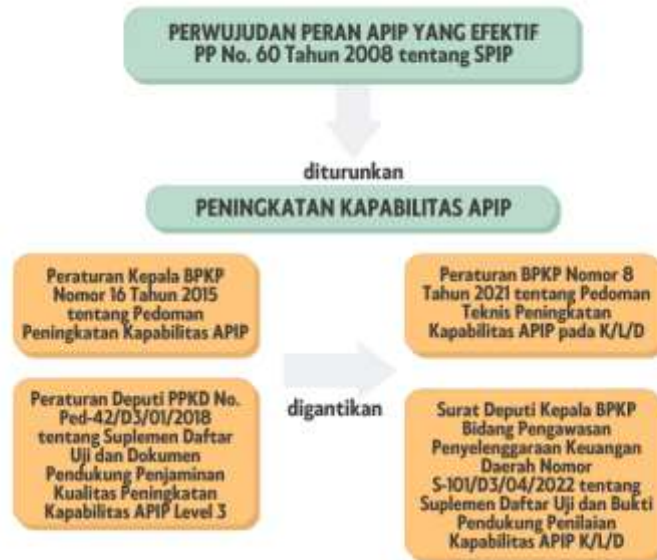 PERWUJUDAN PERAN APIP YANG EFEKTIF
PP No. 60 Tahun 2008 tentang SPIP
diturunkan
PENINGKATAN KAPABILITAS APIP
Peraturan Kepala BPKP
Nomor 16 Tahun 2015
tentang Pedoman
Peningkatan Kapabilitas APIP
Peraturan BPKP Nomor 8
Tahun 2021 tentang Pedoman
Teknis Peningkatan
Kapabilitas APIP pada K/L/D
Peraturan Deputi PPKD No.
Ped-42/D3/01/2018
tentang Suplemen Daftar
Uji dan Dokumen
Pendukung Penjaminan
Kualitas Peningkatan
Kapabilitas APIP Level 3
digantikan
Surat Deputi Kepala BPKP
Bidang Pengawasan
Penyelenggaraan Keuangan
Daerah Nomor
S-101/D3/04/2022 tentang
Suplemen Daftar Uji dan Bukti
Pendukung Penilaian
Kapabilitas APIP K/L/D